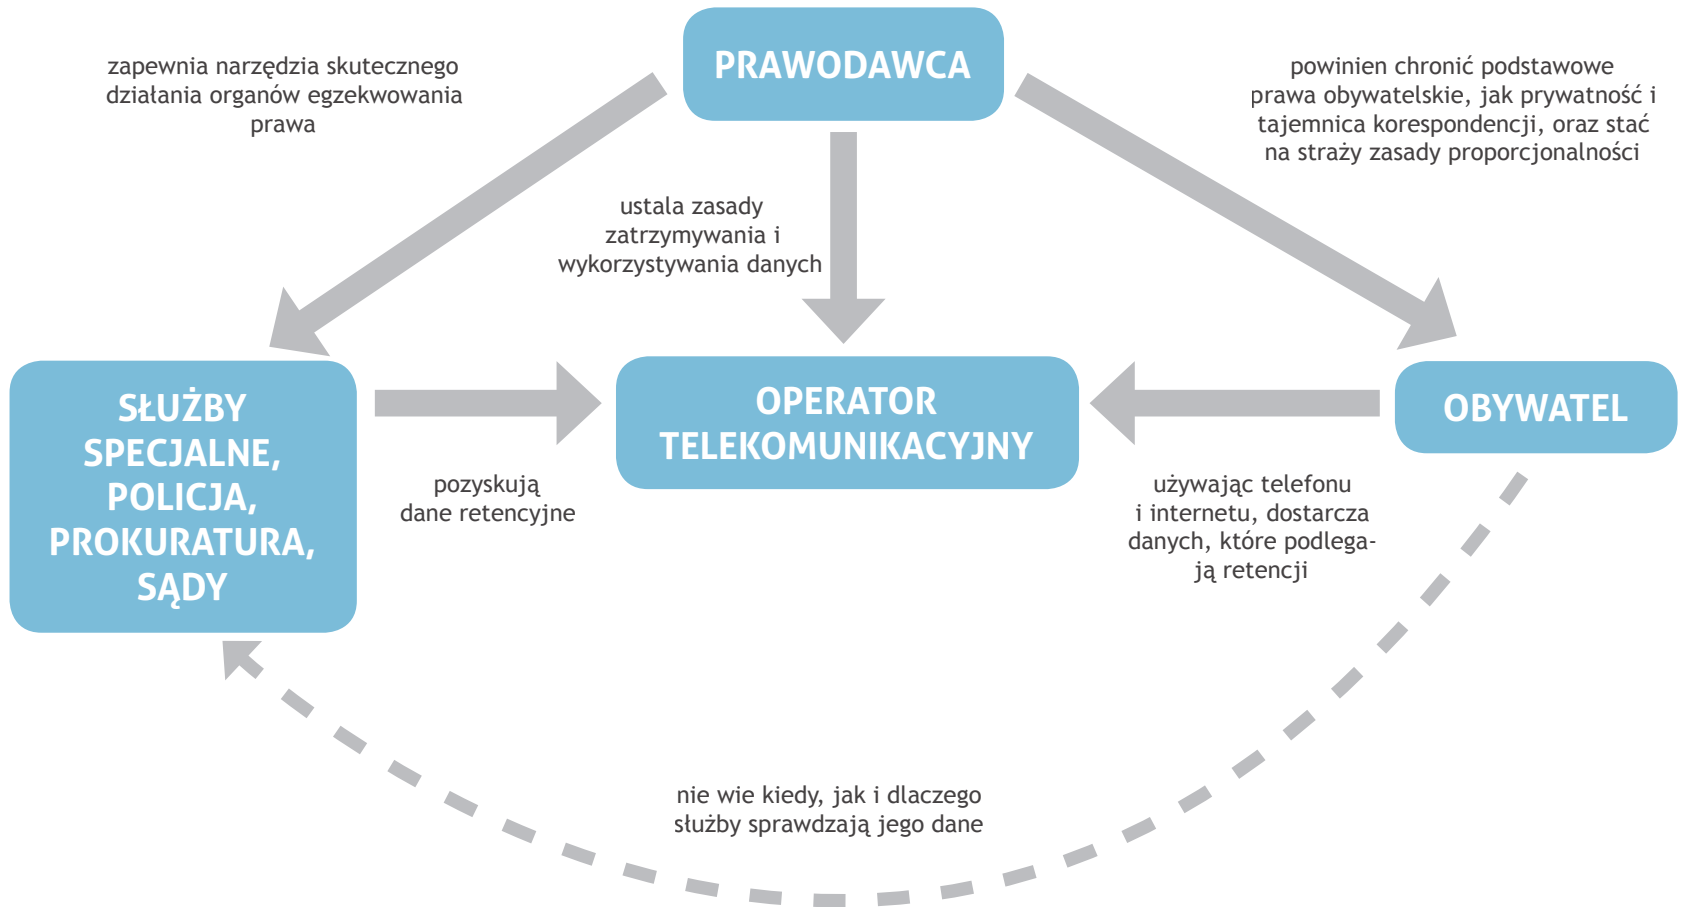 PRAWODAWCA
zapewnia narzędzia skutecznego
działania organów egzekwowania
prawa
powinien chronić podstawowe
prawa obywatelskie, jak prywatność i
tajemnica korespondencji, oraz stać
na straży zasady proporcjonalności
ustala zasady
zatrzymywania i
wykorzystywania danych
SŁUŻBY
SPECJALNE,
POLICJA,
PROKURATURA,
SĄDY
OPERATOR
TELEKOMUNIKACYJNY
OBYWATEL
pozyskują
dane retencyjne
używając telefonu
i internetu, dostarcza
danych, które podlega-
ją retencji
nie wie kiedy, jak i dlaczego
służby sprawdzają jego dane